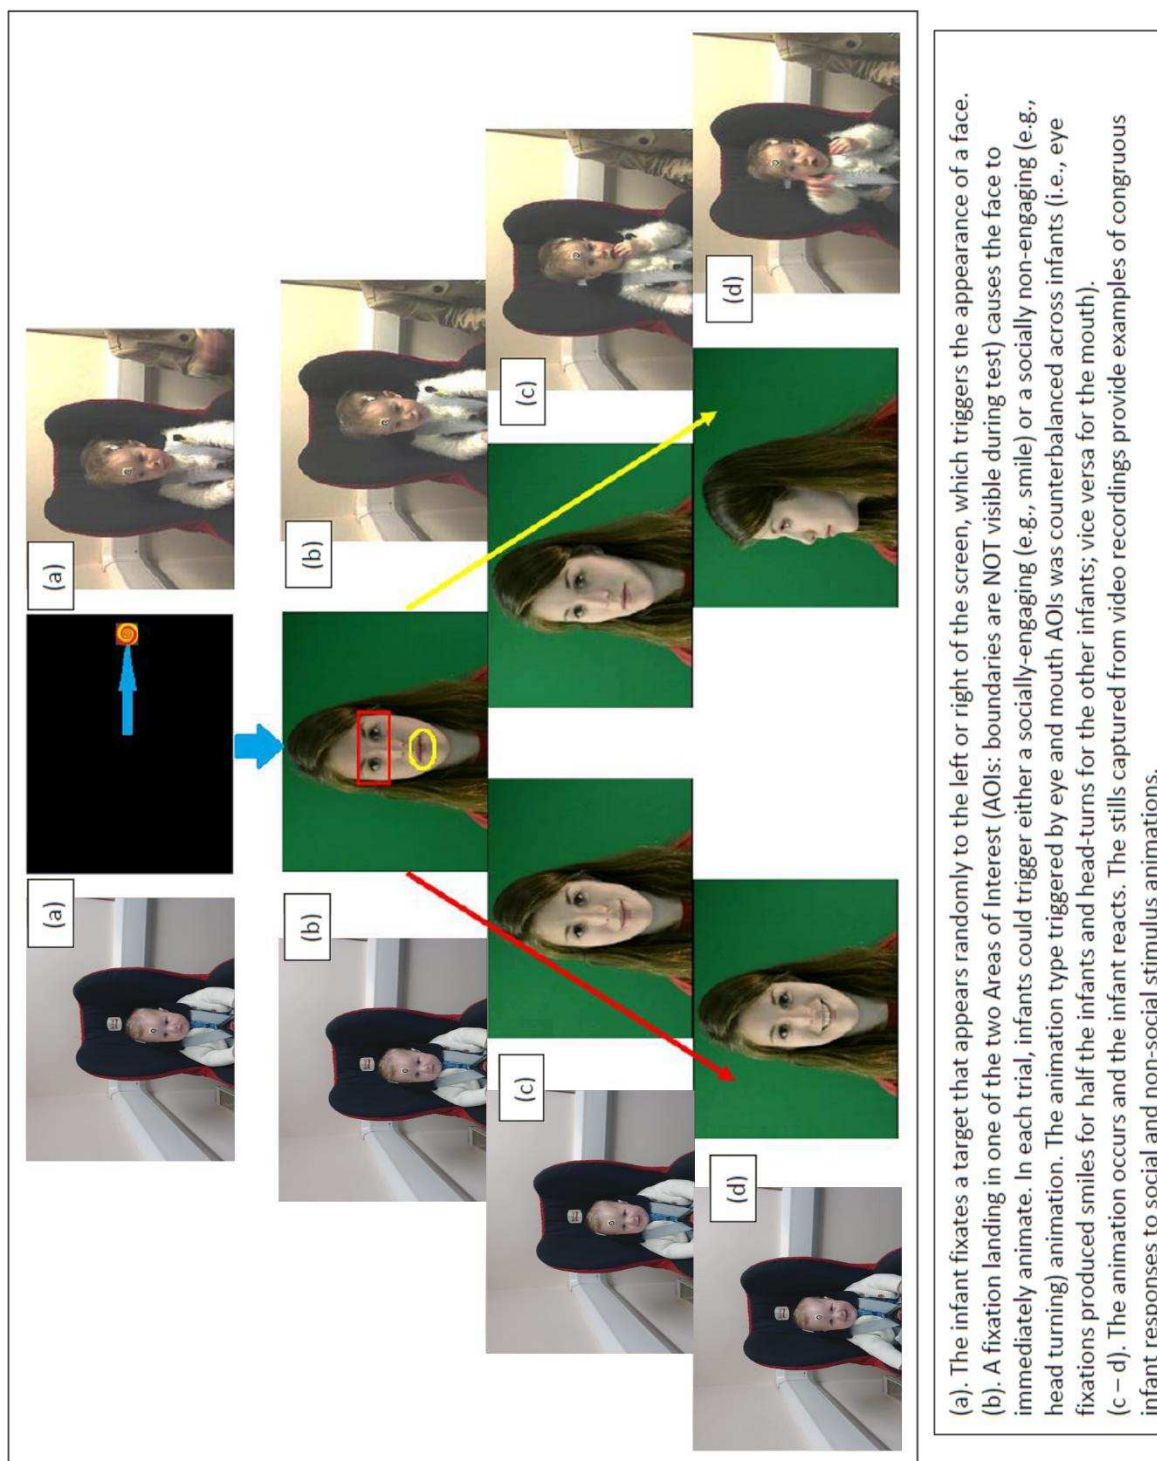 (a)
(a)
(b)
(b)
(c)
(c)
(d)
(d)
(a). The infant fixates a target that appears randomly to the left or right of the screen, which triggers the appearance of a face.
(b). A fixation landing in one of the two Areas of Interest (AOIs: boundaries are NOT visible during test) causes the face to
immediately animate. In each trial, infants could trigger either a socially-engaging (e.g., smile) or a socially non-engaging (e.g.,
head turning) animation. The animation type triggered by eye and mouth AOIs was counterbalanced across infants (i.e., eye
fixations produced smiles for half the infants and head-turns for the other infants; vice versa for the mouth).
(c – d). The animation occurs and the infant reacts. The stills captured from video recordings provide examples of congruous
infant responses to social and non-social stimulus animations.